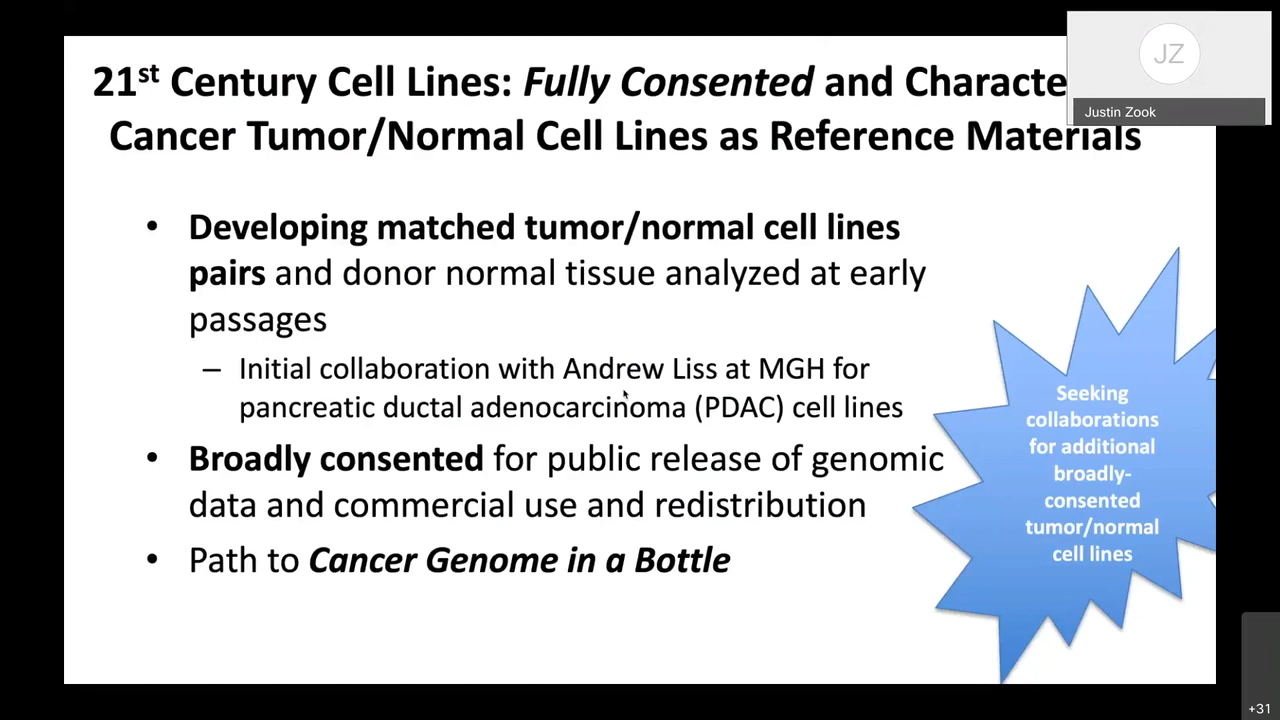 21st Century Cell Lines: Fully Consented and Characte
Cancer Tumor/Normal Cell Lines as Reference Materials
JZ
Justin Zook
• Developing matched tumor/normal cell lines
pairs and donor normal tissue analyzed at early
passages
– Initial collaboration with Andrew Liss at MGH for
pancreatic ductal adenocarcinoma (PDAC) cell lines
• Broadly consented for public release of genomic
data and commercial use and redistribution
• Path to Cancer Genome in a Bottle
Seeking
collaborations
for additional
broadly-
consented
tumor/normal
cell lines
+31